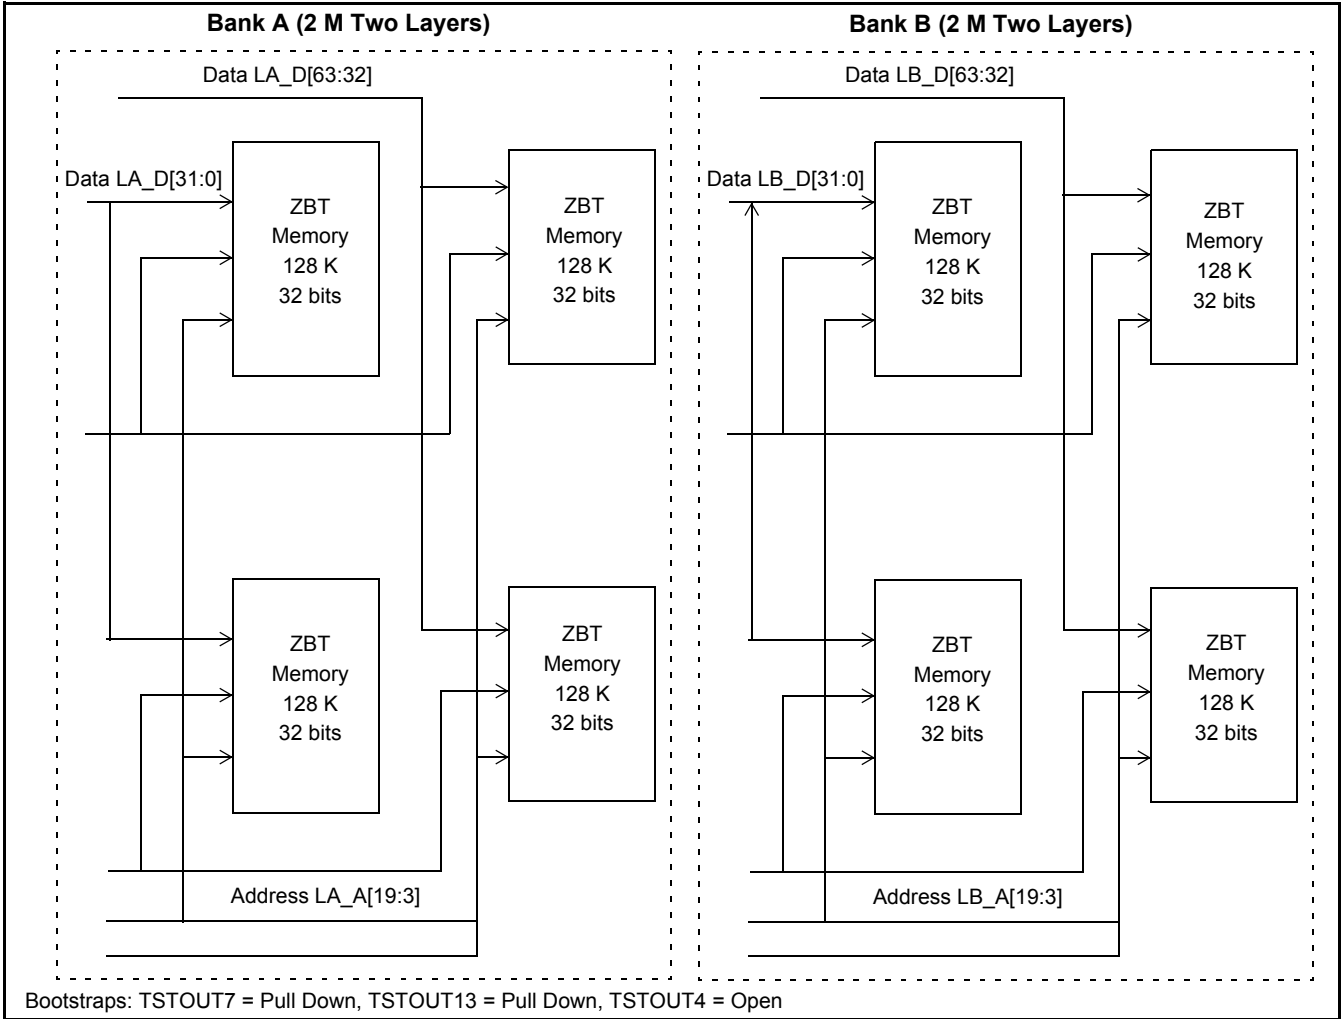 Bank A (2 M Two Layers)
Bank B (2 M Two Layers)
Data LA_D[63:32]
Data LB_D[63:32]
Data LA_D[31:0]
ZBT
Memory
128 K
32 bits
ZBT
Memory
128 K
32 bits
Data LB_D[31:0]
ZBT
Memory
128 K
32 bits
ZBT
Memory
128 K
32 bits
ZBT
Memory
128 K
32 bits
ZBT
Memory
128 K
32 bits
ZBT
Memory
128 K
32 bits
ZBT
Memory
128 K
32 bits
Address LA_A[19:3]
Address LB_A[19:3]
Bootstraps: TSTOUT7 = Pull Down, TSTOUT13 = Pull Down, TSTOUT4 = Open